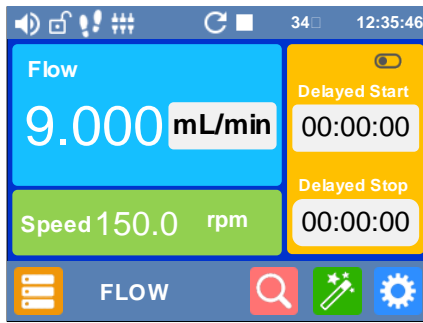 34 12:35:46
Flow
9.000 mL/min
Delayed Start
00:00:00
Speed 150.0 rpm
Delayed Stop
00:00:00
FLOW